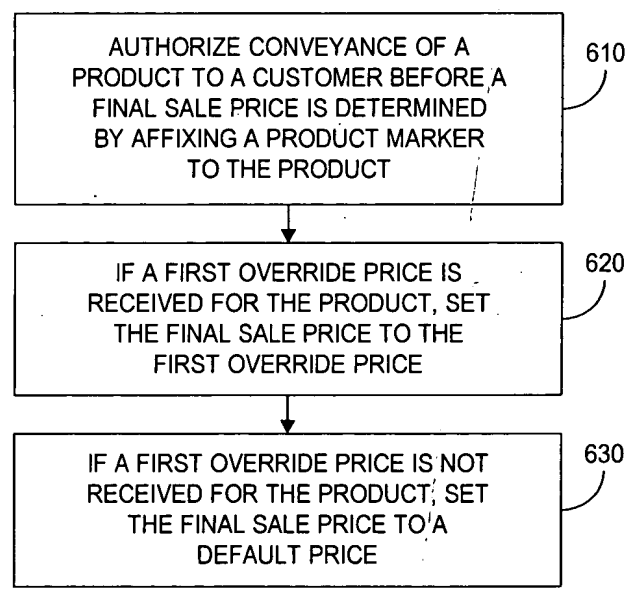 AUTHORIZE CONVEYANCE OF A
PRODUCT TO A CUSTOMER BEFORE A
FINAL SALE PRICE IS DETERMINED
BY AFFIXING A PRODUCT MARKER
TO THE PRODUCT
610
IF A FIRST OVERRIDE PRICE IS
RECEIVED FOR THE PRODUCT, SET
THE FINAL SALE PRICE TO THE
FIRST OVERRIDE PRICE
620
IF A FIRST OVERRIDE PRICE IS NOT
RECEIVED FOR THE PRODUCT, SET
THE FINAL SALE PRICE TO A
DEFAULT PRICE
630